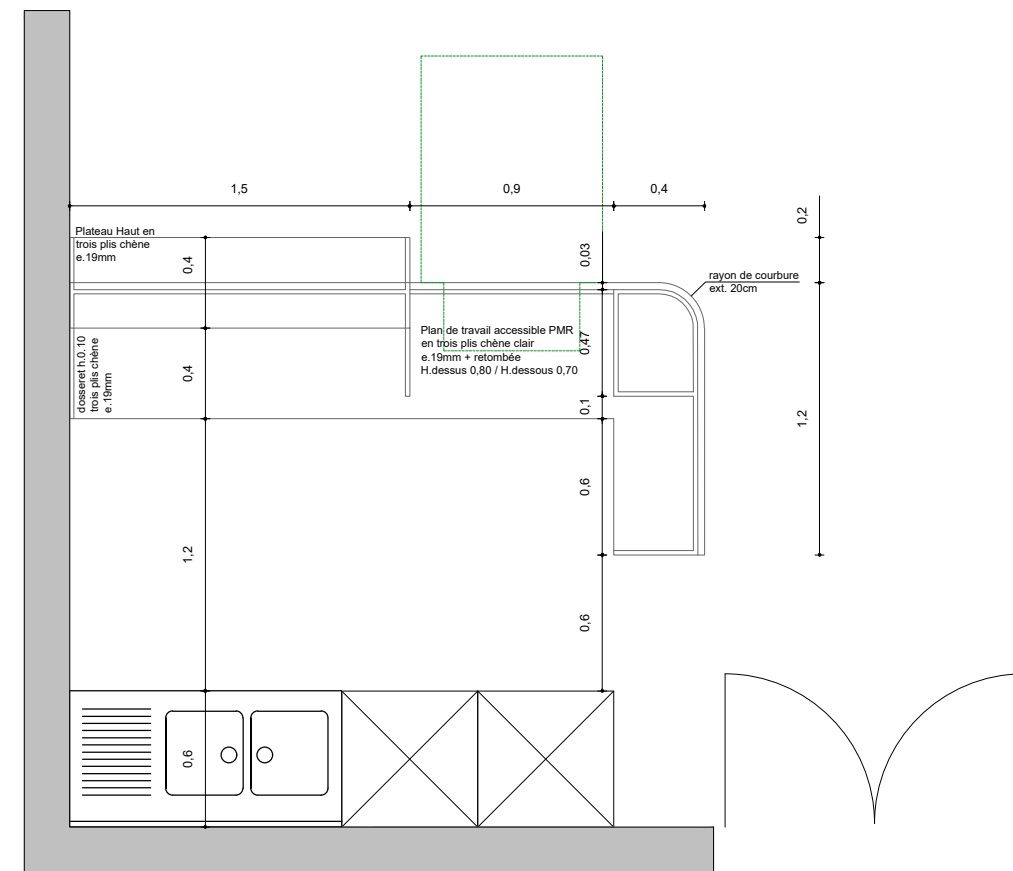 1,5
0,9
0,4
0,2
Plateau Haut en
trois plis chêne
e.19mm
0,4
0,03
rayon de courbure
ext. 20cm
Plan de travail accessible PMR
en trois plis chêne clair
e.19mm + retombée
H.dessus 0,80 / H.dessous 0,70
0,47
dosseret h.0.10
trois plis chêne
e.19mm
0,4
0,1
1,2
0,6
1,2
0,6
0,6